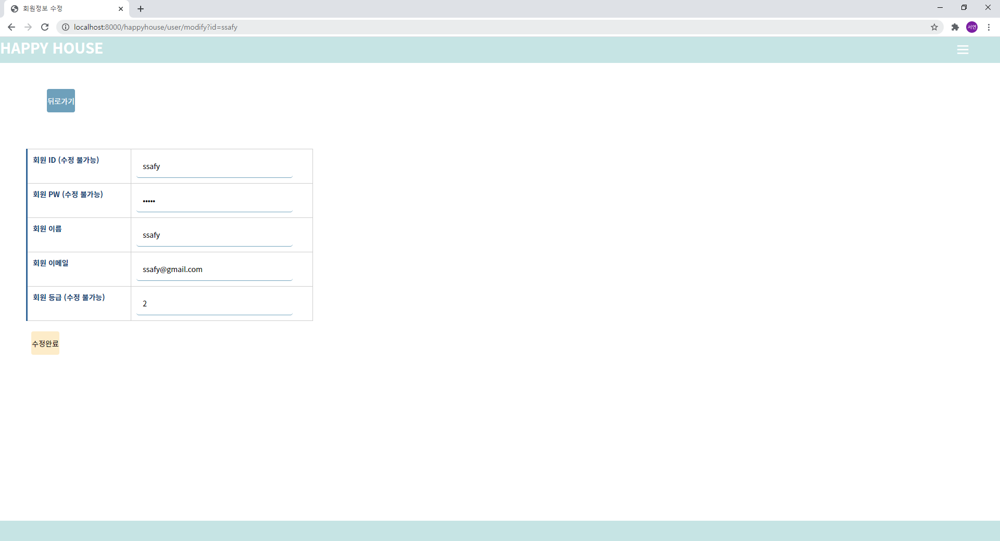 회원정보 수정
localhost:8000/happyhouse/user/modify?id=ssafy
서연
HAPPY HOUSE
뒤로가기
회원 ID (수정 불가능)
ssafy
회원 PW (수정 불가능)
•••••
회원 이름
ssafy
회원 이메일
ssafy@gmail.com
회원 등급 (수정 불가능)
2
수정완료